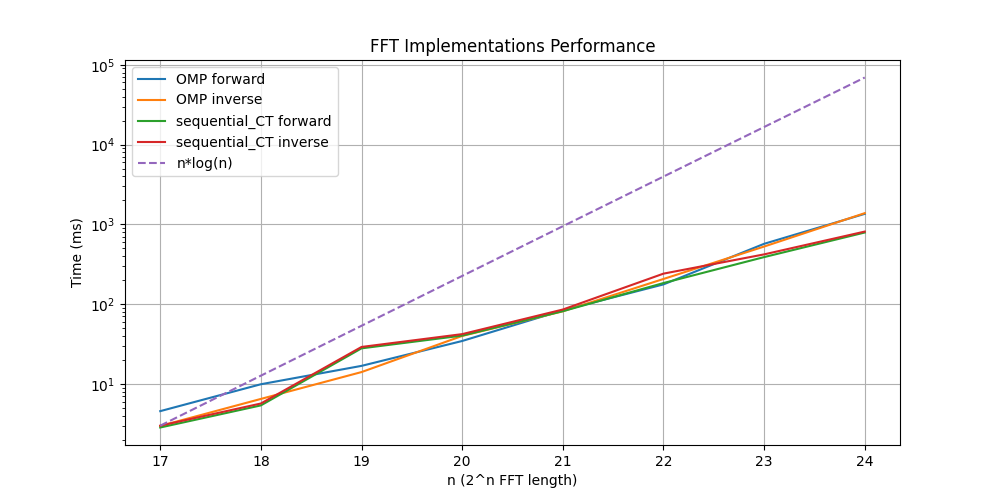 FFT Implementations Performance
OMP forward
OMP inverse
sequential_CT forward
sequential_CT inverse
n*log(n)
Time (ms)
10^5
10^4
10^3
10^2
10^1
17 18 19 20 21 22 23 24
n (2^n FFT length)